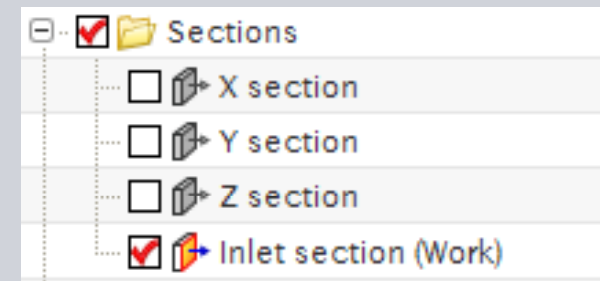 Sections
X section
Y section
Z section
Inlet section (Work)